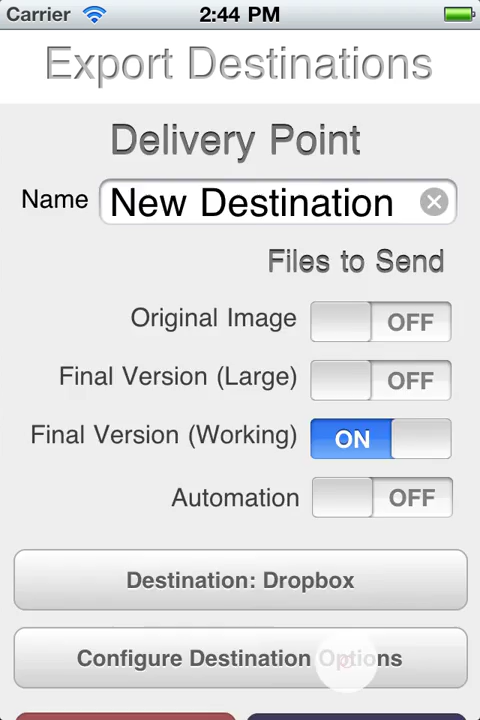 Carrier 2:44 PM
Export Destinations
Delivery Point
Name New Destination
Files to Send
Original Image OFF
Final Version (Large) OFF
Final Version (Working) ON
Automation OFF
Destination: Dropbox
Configure Destination Options